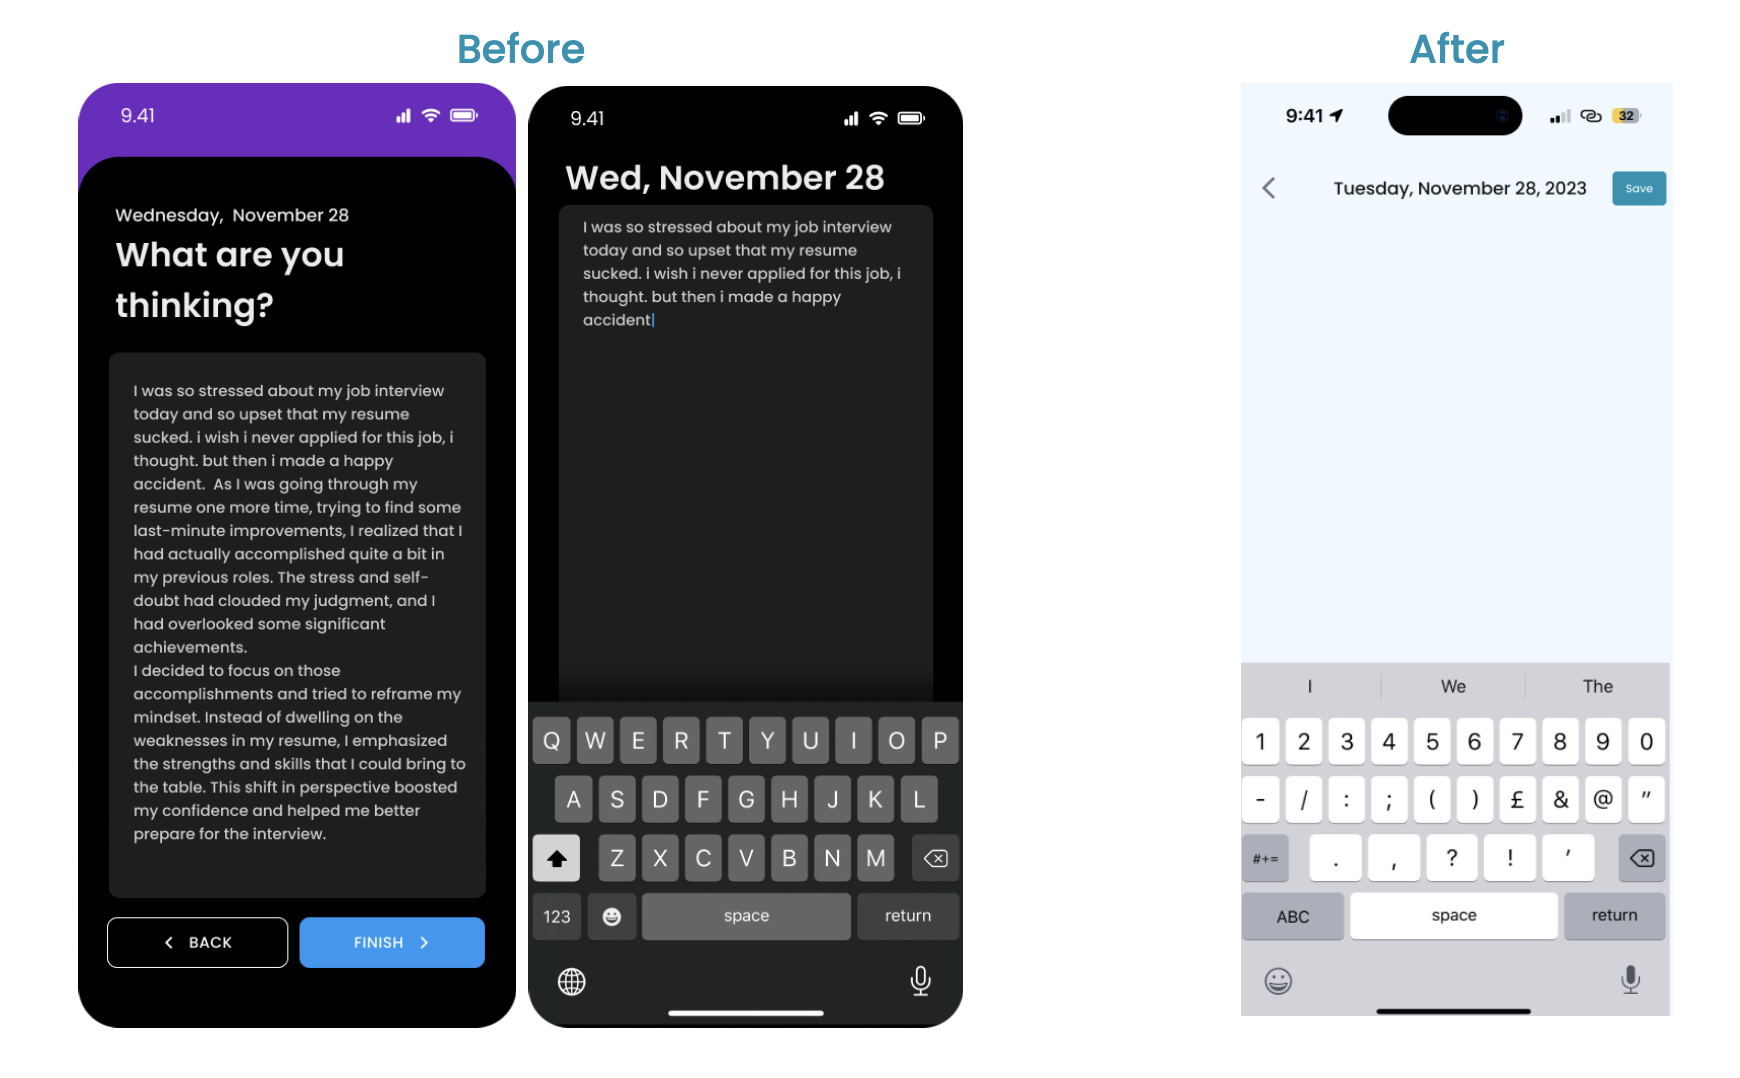 Before
After
9.41
Wednesday, November 28
What are you
thinking?
I was so stressed about my job interview
today and so upset that my resume
sucked. i wish i never applied for this job, i
thought. but then i made a happy
accident. As I was going through my
resume one more time, trying to find some
last-minute improvements, I realized that I
had actually accomplished quite a bit in
my previous roles. The stress and self-
doubt had clouded my judgment, and I
had overlooked some significant
achievements.
I decided to focus on those
accomplishments and tried to reframe my
mindset. Instead of dwelling on the
weaknesses in my resume, I emphasized
the strengths and skills that I could bring to
the table. This shift in perspective boosted
my confidence and helped me better
prepare for the interview.
BACK
FINISH
9.41
Wed, November 28
I was so stressed about my job interview
today and so upset that my resume
sucked. i wish i never applied for this job, i
thought. but then i made a happy
accident
Q W E R T Y U I O P
A S D F G H J K L
Z X C V B N M
123 space return
9:41 32
Tuesday, November 28, 2023 Save
I We The
1 2 3 4 5 6 7 8 9 0
- / : ; ( ) £ & @ "
#+= . , ? ! '
ABC space return